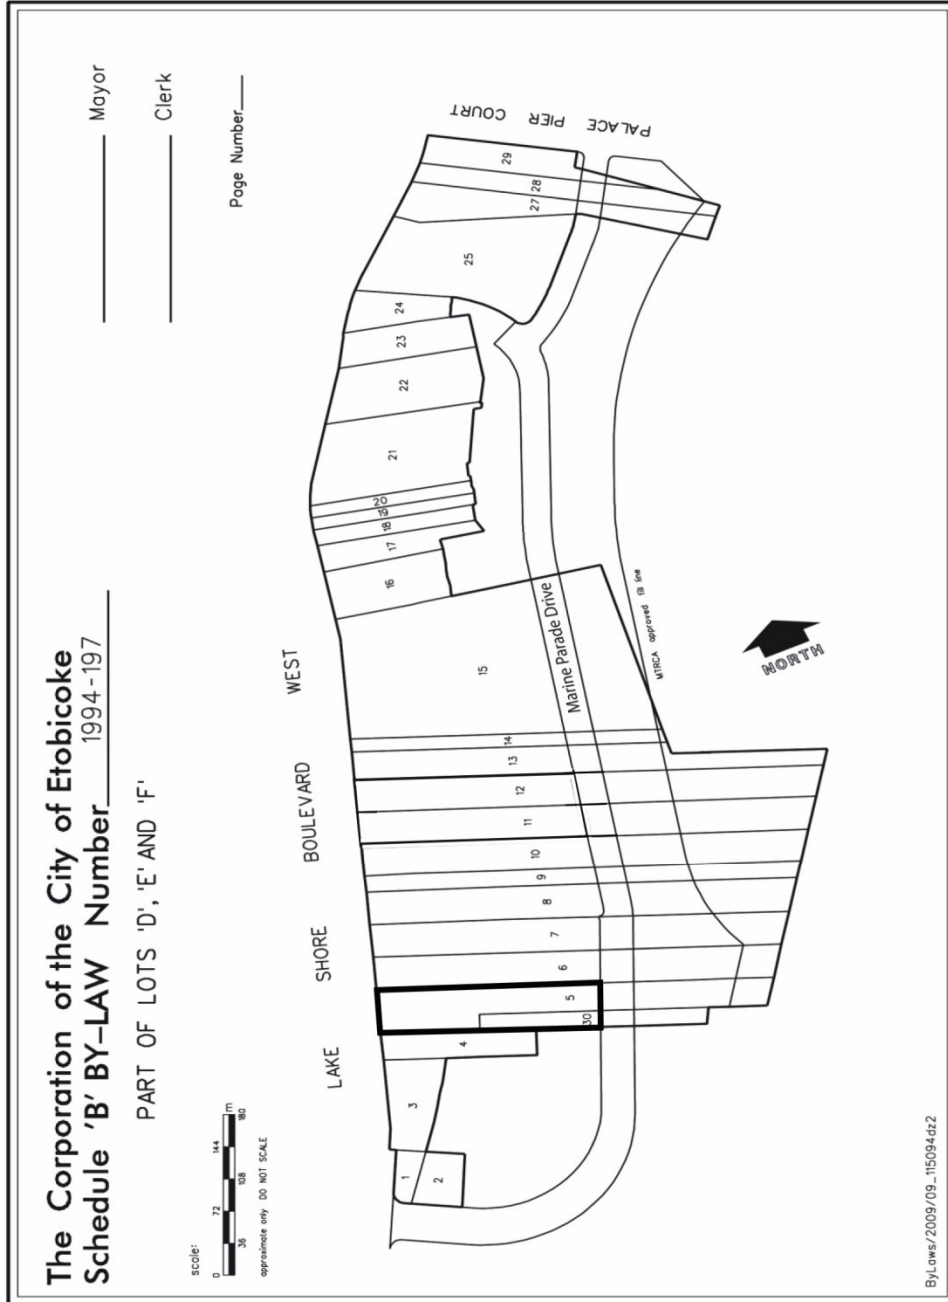 The Corporation of the City of Etobicoke
Schedule 'B' BY-LAW Number 1994-197
PART OF LOTS 'D', 'E' AND 'F'
Mayor
Clerk
Page Number
scale:
0 36 72 108 144 180 m
approximate only DO NOT SCALE
LAKE SHORE BOULEVARD WEST
PALACE PIER COURT
1
2
3
4
30
5
6
7
8
9
10
11
12
13
14
15
16
17
18
19
20
21
22
23
24
25
27
28
29
Marine Parade Drive
MTRCA approved fill line
NORTH
ByLaws/2009/09_115094dz2